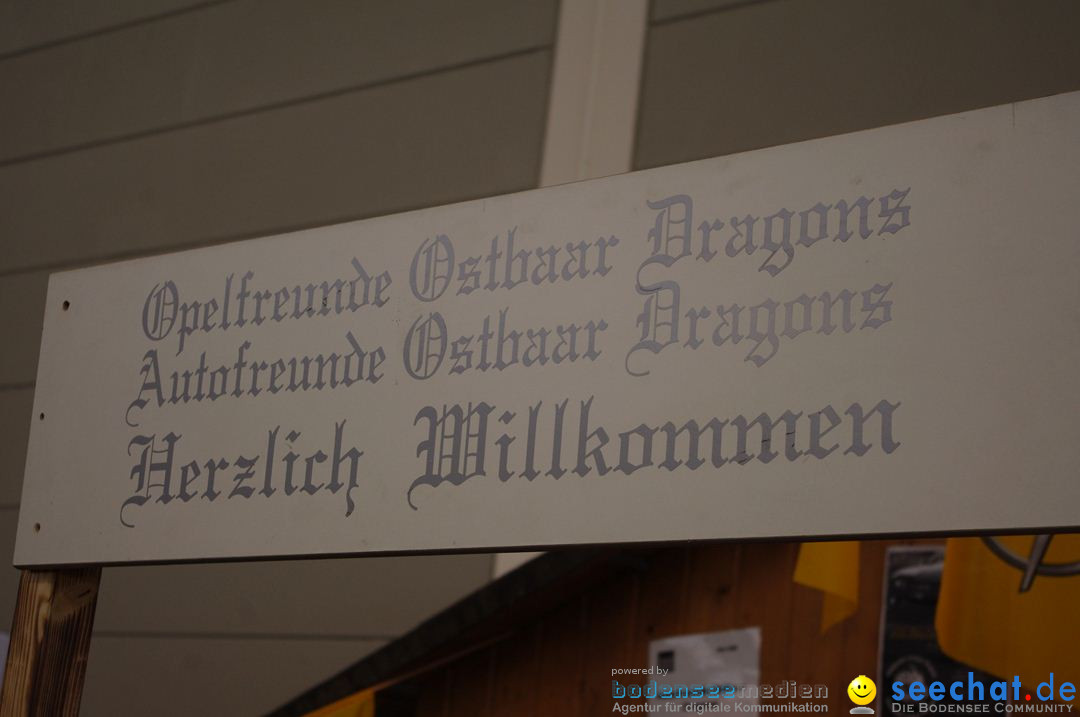 Opelfreunde Ostbaar Dragons
Autofreunde Ostbaar Dragons
Herzlich Willkommen
powered by
bodenseemedien
Agentur für digitale Kommunikation
seechat.de
Die Bodensee Community